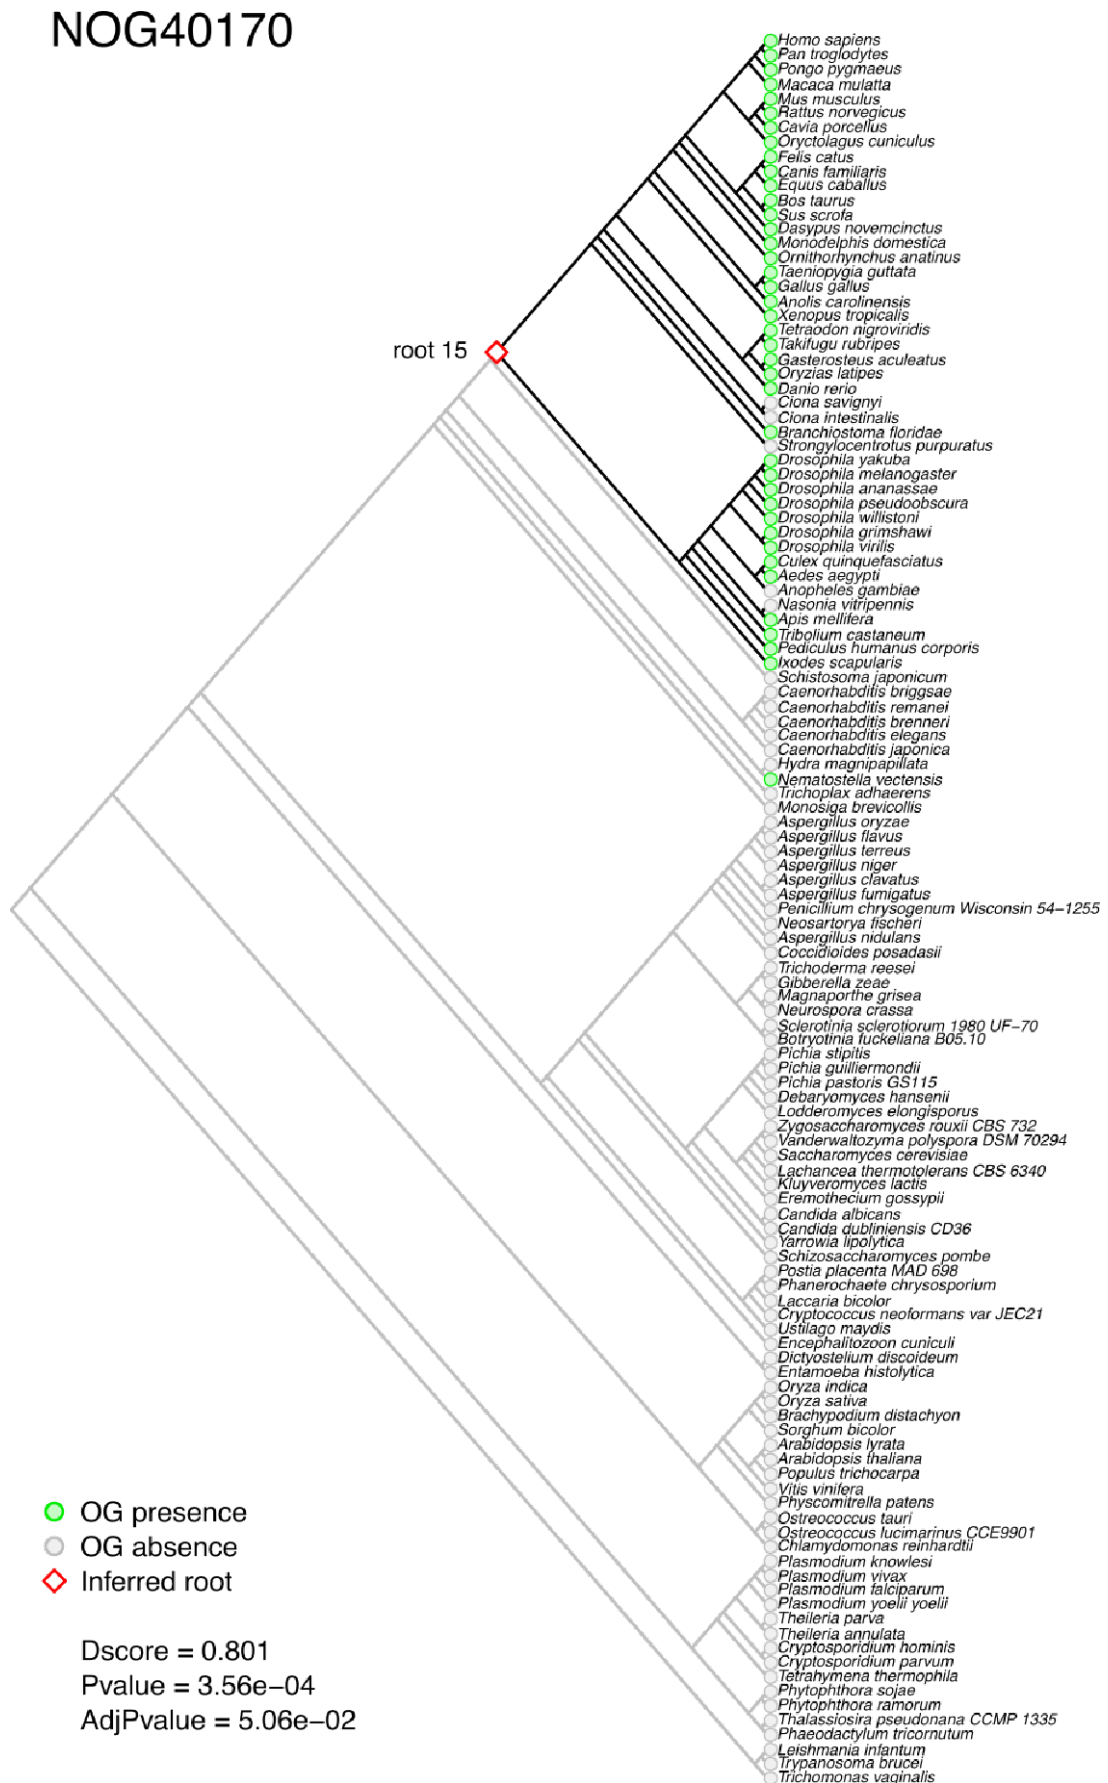 NOG40170
Homo sapiens
Pan troglodytes
Pongo pygmaeus
Macaca mulatta
Mus musculus
Rattus norvegicus
Cavia porcellus
Oryctolagus cuniculus
Felis catus
Canis familiaris
Equus caballus
Bos taurus
Sus scrofa
Dasypus novemcinctus
Monodelphis domestica
Ornithorhynchus anatinus
Taeniopygia guttata
Gallus gallus
Anolis carolinensis
Xenopus tropicalis
Tetraodon nigroviridis
Takifugu rubripes
root 15
Gasterosteus aculeatus
Oryzias latipes
Danio rerio
Ciona savignyi
Ciona intestinalis
Branchiostoma floridae
Strongylocentrotus purpuratus
Drosophila yakuba
Drosophila melanogaster
Drosophila ananassae
Drosophila pseudoobscura
Drosophila willistoni
Drosophila grimshawi
Drosophila virilis
Culex quinquefasciatus
Aedes aegypti
Anopheles gambiae
Nasonia vitripennis
Apis mellifera
Tribolium castaneum
Pediculus humanus corporis
Ixodes scapularis
Schistosoma japonicum
Caenorhabditis briggsae
Caenorhabditis remanei
Caenorhabditis brenneri
Caenorhabditis elegans
Caenorhabditis japonica
Hydra magnipapillata
Nematostella vectensis
Trichoplax adhaerens
Monosiga brevicollis
Aspergillus oryzae
Aspergillus flavus
Aspergillus terreus
Aspergillus niger
Aspergillus clavatus
Aspergillus fumigatus
Penicillium chrysogenum Wisconsin 54−1255
Neosartorya fischeri
Aspergillus nidulans
Coccidioides posadasii
Trichoderma reesei
Gibberella zeae
Magnaporthe grisea
Neurospora crassa
Sclerotinia sclerotiorum 1980 UF−70
Botryotinia fuckeliana B05.10
Pichia stipitis
Pichia guilliermondii
Pichia pastoris GS115
Debaryomyces hansenii
Lodderomyces elongisporus
Zygosaccharomyces rouxii CBS 732
Vanderwaltozyma polyspora DSM 70294
Saccharomyces cerevisiae
Lachancea thermotolerans CBS 6340
Kluyveromyces lactis
Eremothecium gossypii
Candida albicans
Candida dubliniensis CD36
Yarrowia lipolytica
Schizosaccharomyces pombe
Postia placenta MAD 698
Phanerochaete chrysosporium
Laccaria bicolor
Cryptococcus neoformans var JEC21
Ustilago maydis
Encephalitozoon cuniculi
Dictyostelium discoideum
Entamoeba histolytica
Oryza indica
Oryza sativa
Brachypodium distachyon
Sorghum bicolor
Arabidopsis lyrata
Arabidopsis thaliana
Populus trichocarpa
Vitis vinifera
Physcomitrella patens
Ostreococcus tauri
Ostreococcus lucimarinus CCE9901
Chlamydomonas reinhardtii
Plasmodium knowlesi
Plasmodium vivax
Plasmodium falciparum
Plasmodium yoelii yoelii
Theileria parva
Theileria annulata
Cryptosporidium hominis
Cryptosporidium parvum
Tetrahymena thermophila
Phytophthora sojae
Phytophthora ramorum
Thalassiosira pseudonana CCMP 1335
Phaeodactylum tricornutum
Leishmania infantum
Trypanosoma brucei
Trichomonas vaginalis
OG presence
OG absence
Inferred root
Dscore = 0.801
Pvalue = 3.56e−04
AdjPvalue = 5.06e−02